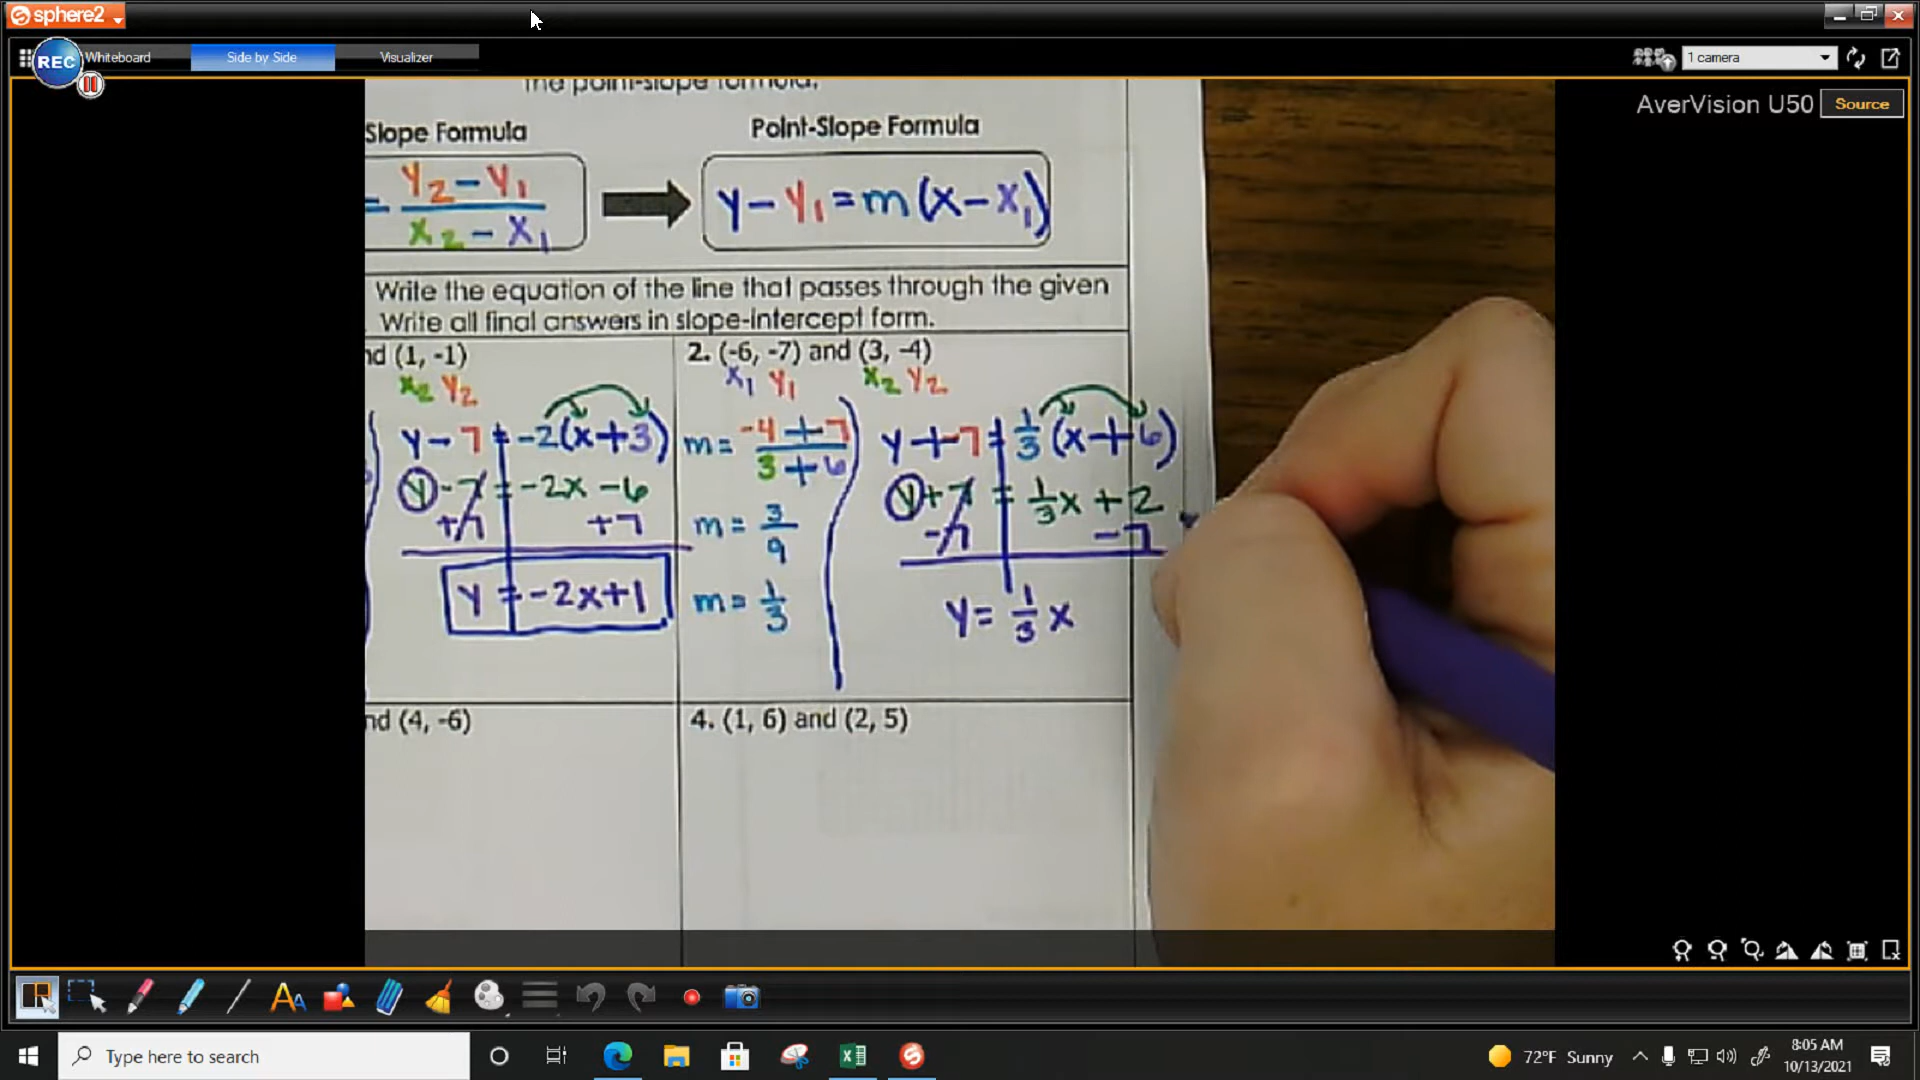 sphere2
REC Whiteboard Side by Side Visualizer 1 camera
AverVision U50 Source
the point-slope formula.
Slope Formula Point-Slope Formula
= y₂ - y₁ / x₂ - x₁
y - y₁ = m(x - x₁)
Write the equation of the line that passes through the given
Write all final answers in slope-intercept form.
nd (1, -1)
x₂ y₂
y - 7 = -2(x + 3)
y - 7 = -2x - 6
+7 +7
y = -2x + 1
2. (-6, -7) and (3, -4)
x₁ y₁ x₂ y₂
m = -4 + 7 / 3 + 6
m = 3/9
m = 1/3
y + 7 = 1/3 (x + 6)
y + 7 = 1/3 x + 2
-7 -7
y = 1/3 x
nd (4, -6)
4. (1, 6) and (2, 5)
Type here to search
72°F Sunny
8:05 AM
10/13/2021